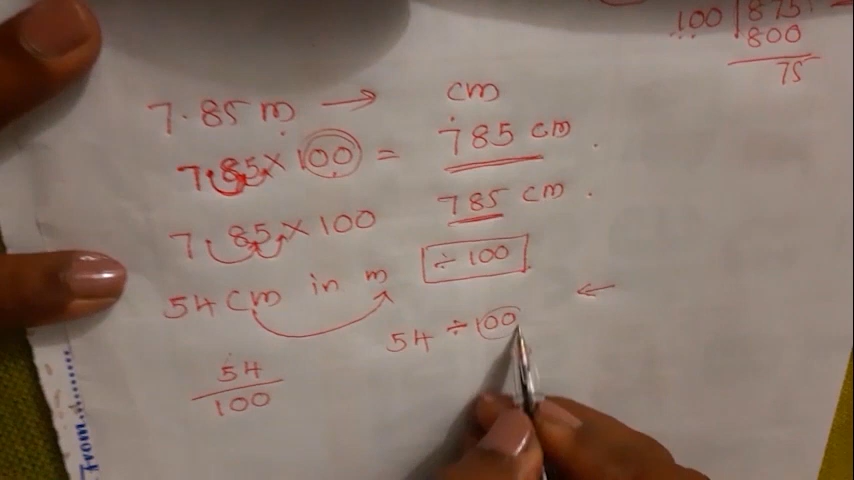 100 | 875
800
75
7.85 m → cm
7.85 × 100 = 785 cm.
7 85 × 100 785 cm.
54 cm in m ÷ 100
←
54 ÷ 100
54
100
from: